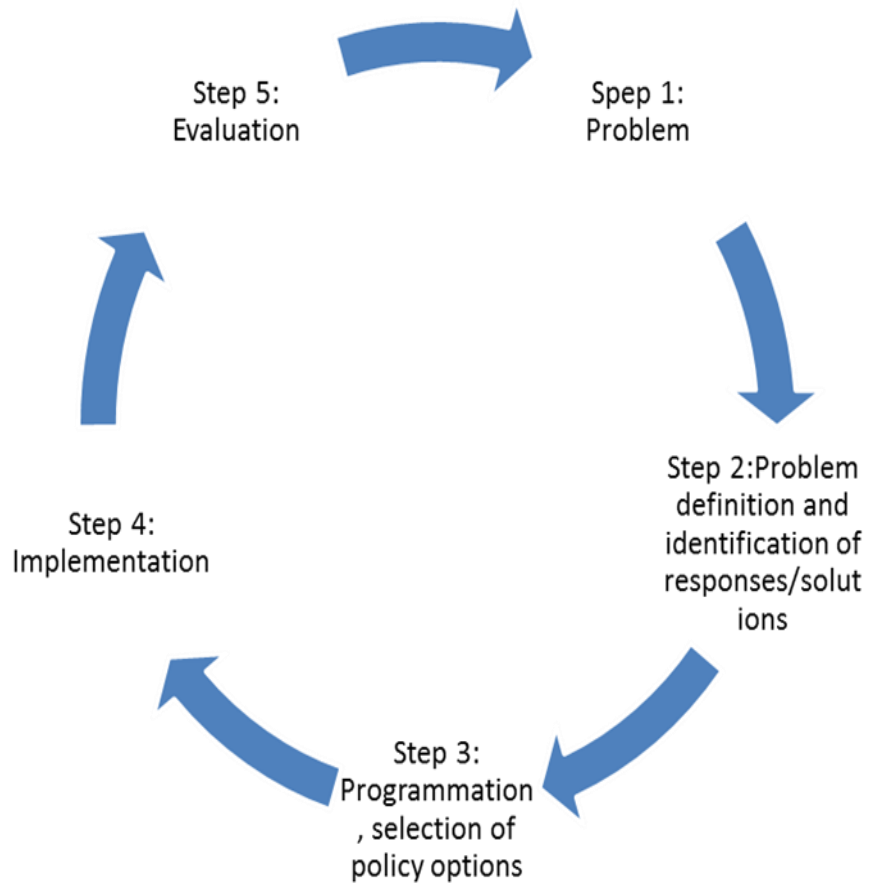 Spep 1:
Problem
Step 2:Problem
definition and
identification of
responses/solut
ions
Step 3:
Programmation
, selection of
policy options
Step 4:
Implementation
Step 5:
Evaluation